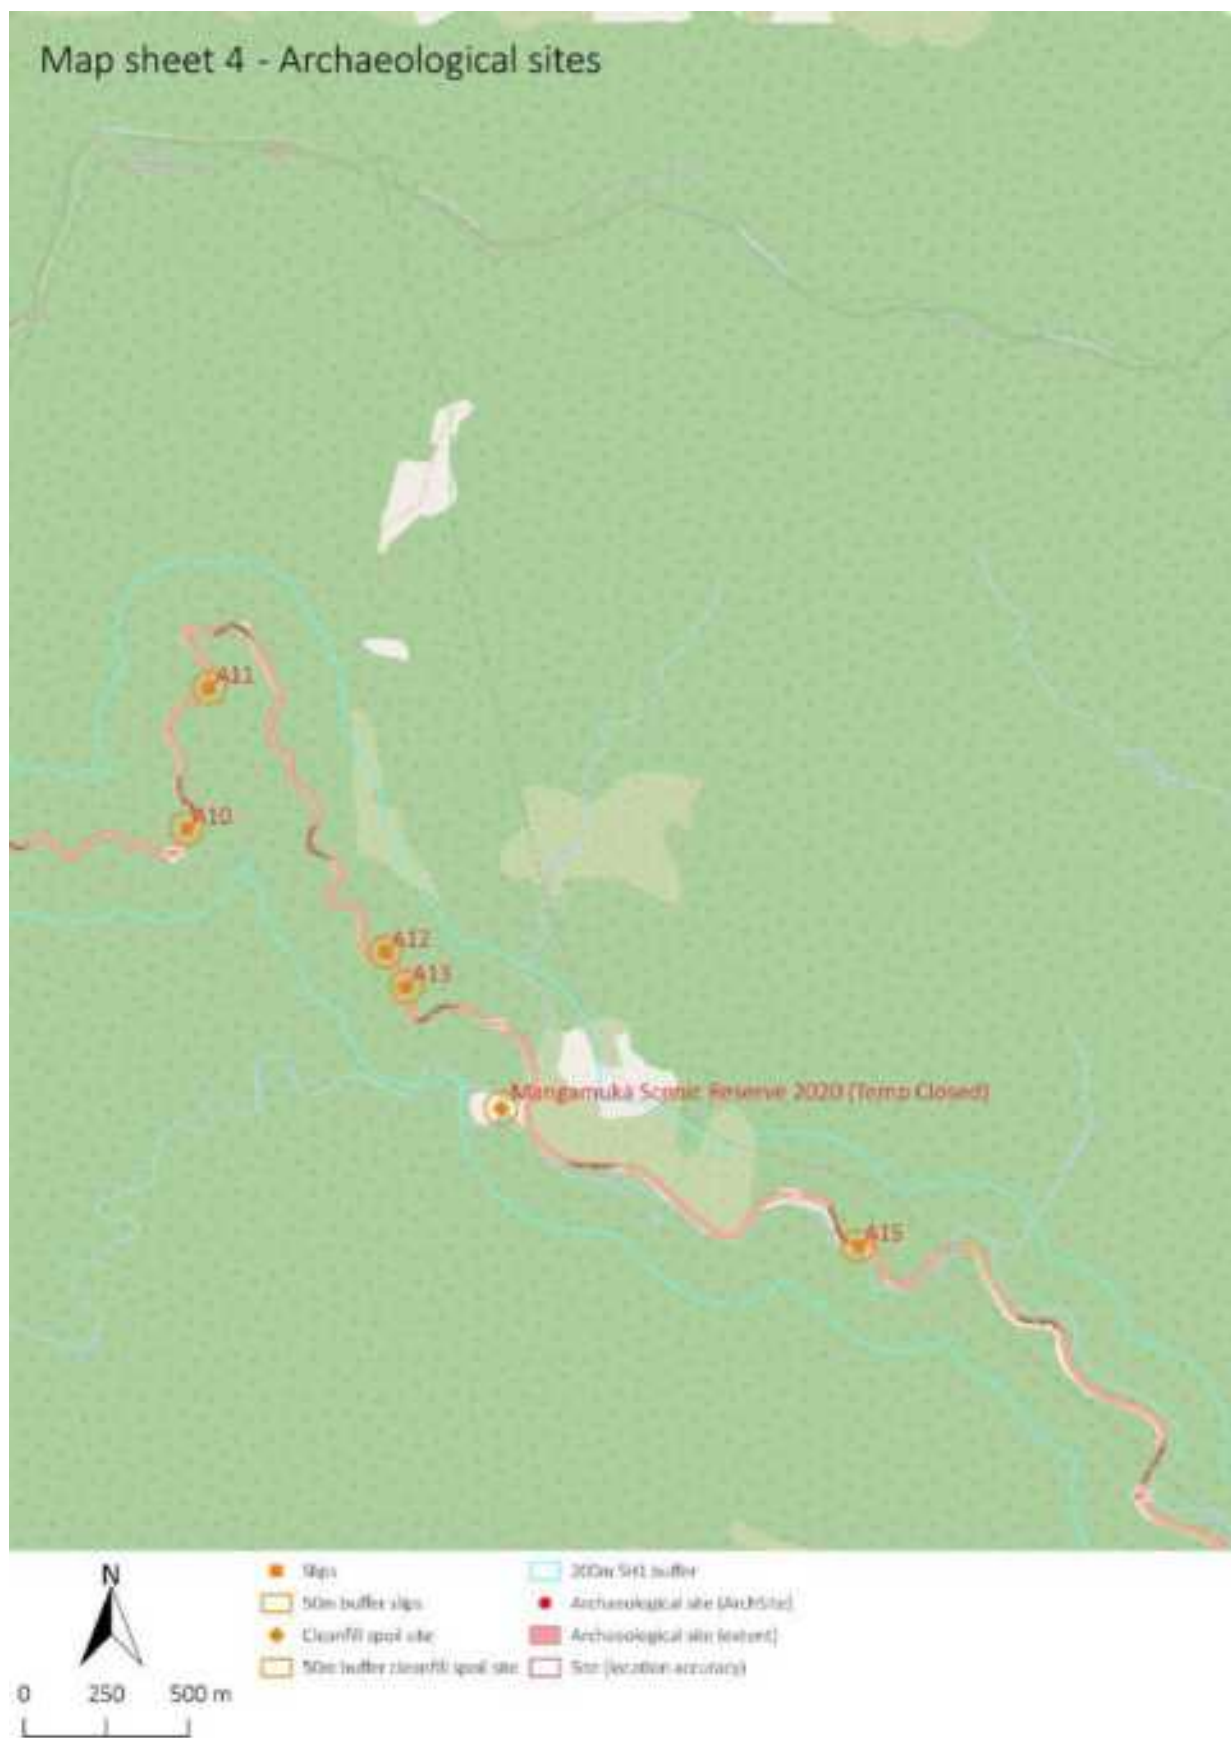 Map sheet 4 - Archaeological sites
A11
A10
A12
A13
Mangamuka Scenic Reserve 2020 (Temp Closed)
A15
N
0 250 500 m
Slips
50m buffer slips
Cleanfill spoil site
50m buffer cleanfill spoil site
200m SH1 buffer
Archaeological site (ArchSite)
Archaeological site (extent)
Site (location accuracy)